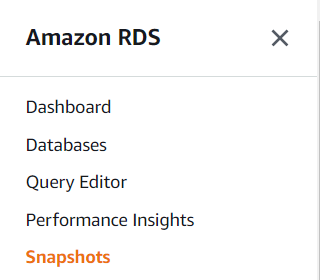 Amazon RDS
Dashboard
Databases
Query Editor
Performance Insights
Snapshots